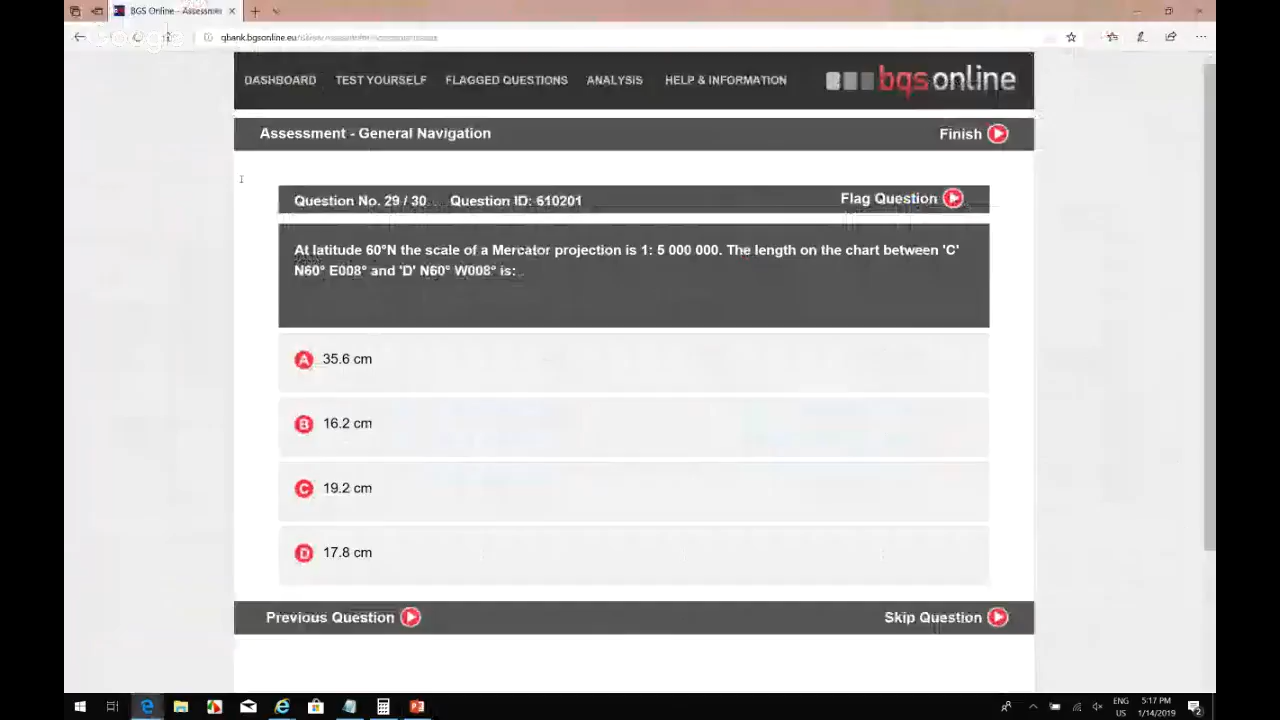 BGS Online - Assessmen
qbank.bgsonline.eu/
DASHBOARD TEST YOURSELF FLAGGED QUESTIONS ANALYSIS HELP & INFORMATION bgsonline
Assessment - General Navigation Finish
Question No. 29 / 30 Question ID: 610201 Flag Question
At latitude 60°N the scale of a Mercator projection is 1: 5 000 000. The length on the chart between 'C'
N60° E008° and 'D' N60° W008° is:
A 35.6 cm
B 16.2 cm
C 19.2 cm
D 17.8 cm
Previous Question Skip Question
ENG 5:17 PM
US 1/14/2019